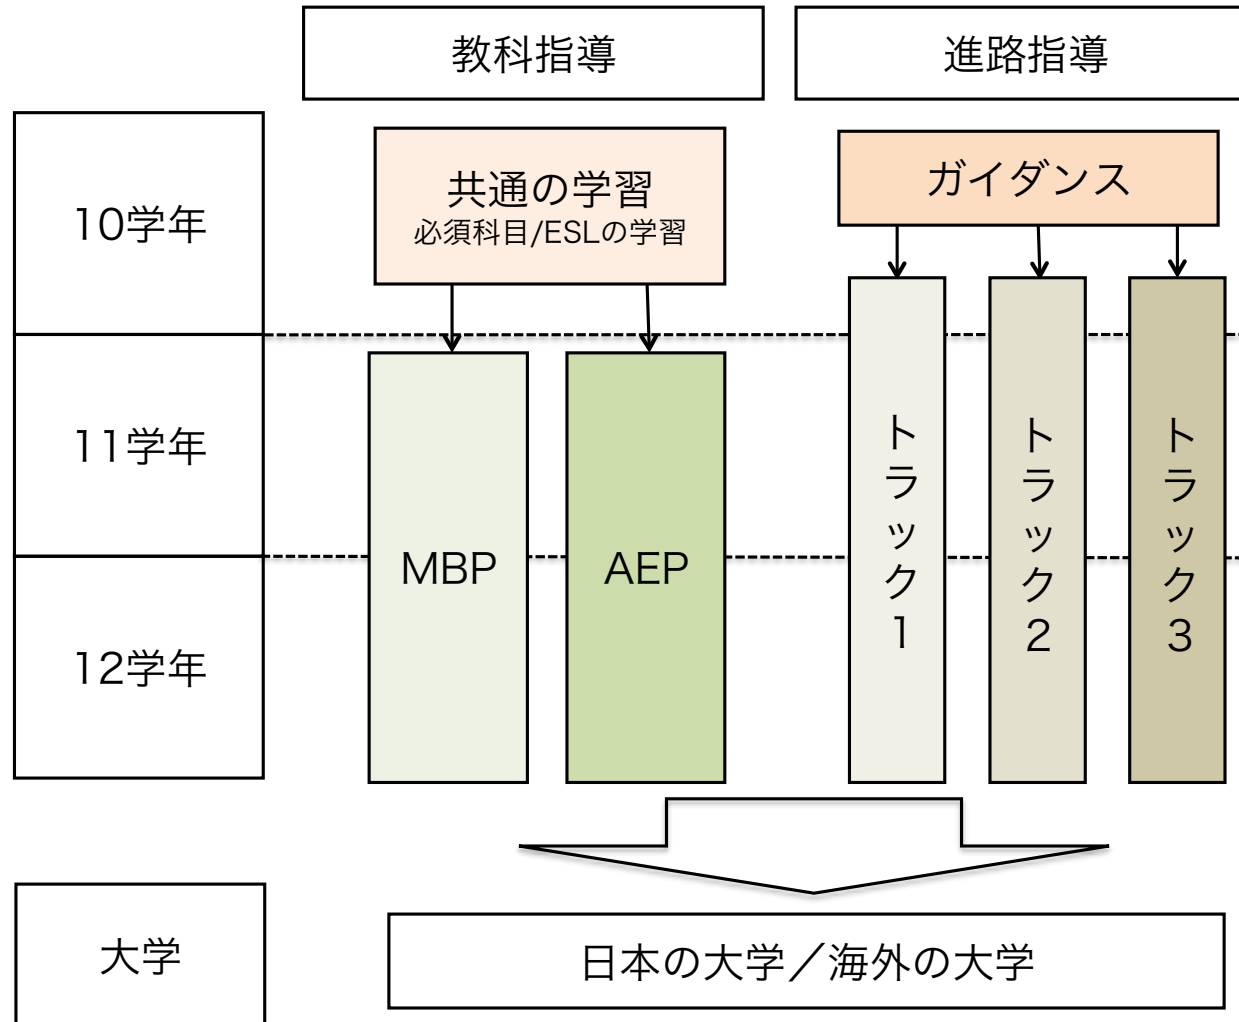 教科指導
進路指導
10学年
共通の学習
必須科目/ESLの学習
ガイダンス
11学年
12学年
MBP
AEP
トラック1
トラック2
トラック3
大学
日本の大学／海外の大学